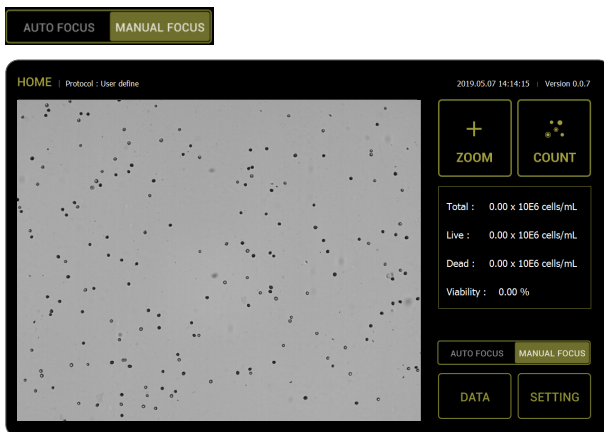 AUTO FOCUS MANUAL FOCUS
HOME | Protocol : User define 2019.05.07 14:14:15 | Version 0.0.7
ZOOM COUNT
Total : 0.00 x 10E6 cells/mL
Live : 0.00 x 10E6 cells/mL
Dead : 0.00 x 10E6 cells/mL
Viability : 0.00 %
AUTO FOCUS MANUAL FOCUS
DATA SETTING